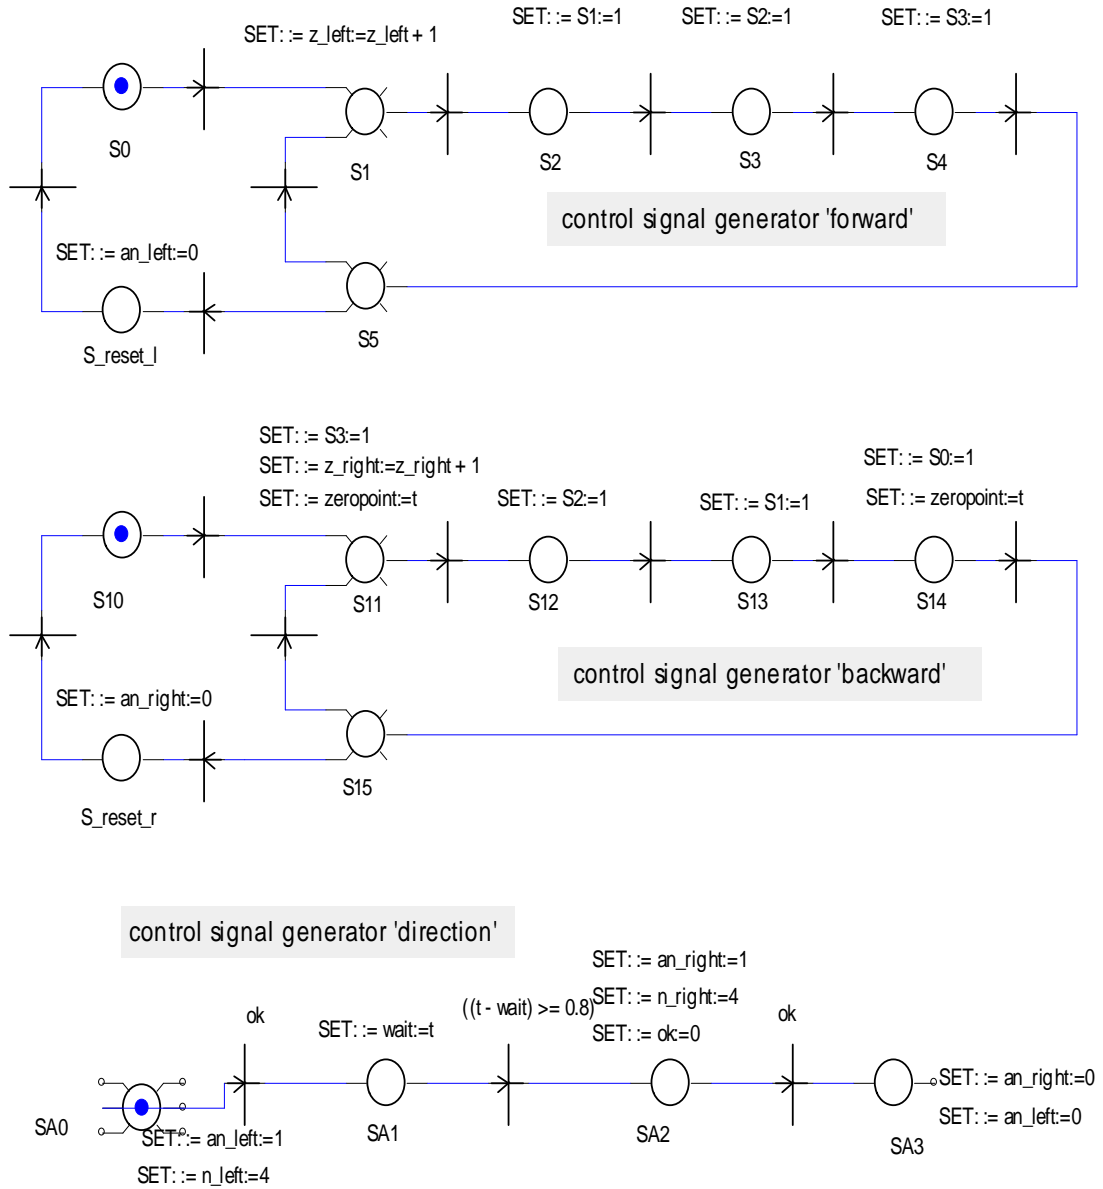 SET: := S1:=1
SET: := S2:=1
SET: := S3:=1
SET: := z_left:=z_left + 1
S0
S1
S2
S3
S4
control signal generator 'forward'
SET: := an_left:=0
S_reset_l
S5
SET: := S3:=1
SET: := z_right:=z_right + 1
SET: := zeropoint:=t
SET: := S2:=1
SET: := S1:=1
SET: := S0:=1
SET: := zeropoint:=t
S10
S11
S12
S13
S14
control signal generator 'backward'
SET: := an_right:=0
S_reset_r
S15
control signal generator 'direction'
ok
SET: := wait:=t
((t - wait) >= 0.8)
SET: := an_right:=1
SET: := n_right:=4
SET: := ok:=0
ok
SET: := an_right:=0
SET: := an_left:=0
SA0
SET: := an_left:=1
SET: := n_left:=4
SA1
SA2
SA3